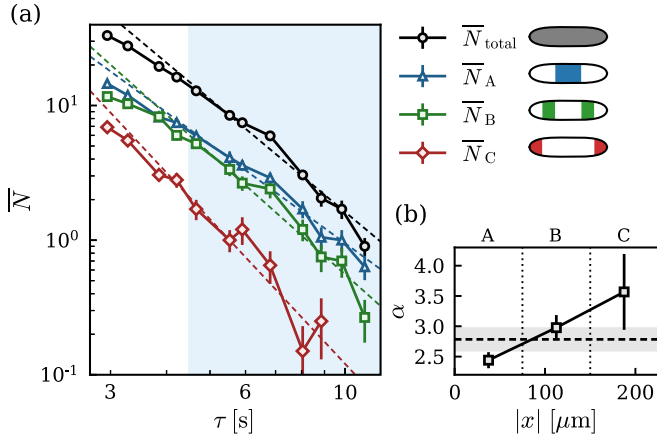 (a)
N̅ total
N̅ A
N̅ B
N̅ C
10¹
10⁰
10⁻¹
N̅
3
6
10
τ [s]
(b)
A
B
C
4.0
3.5
3.0
2.5
α
0
100
200
|x| [μm]